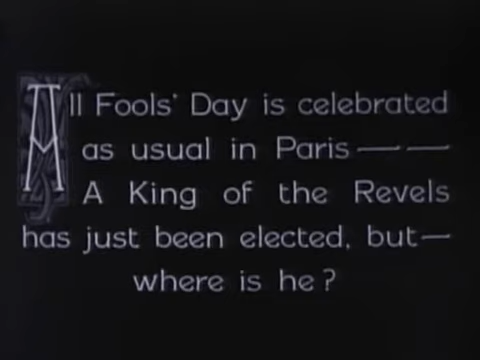 All Fools' Day is celebrated
as usual in Paris — —
A King of the Revels
has just been elected, but—
where is he?